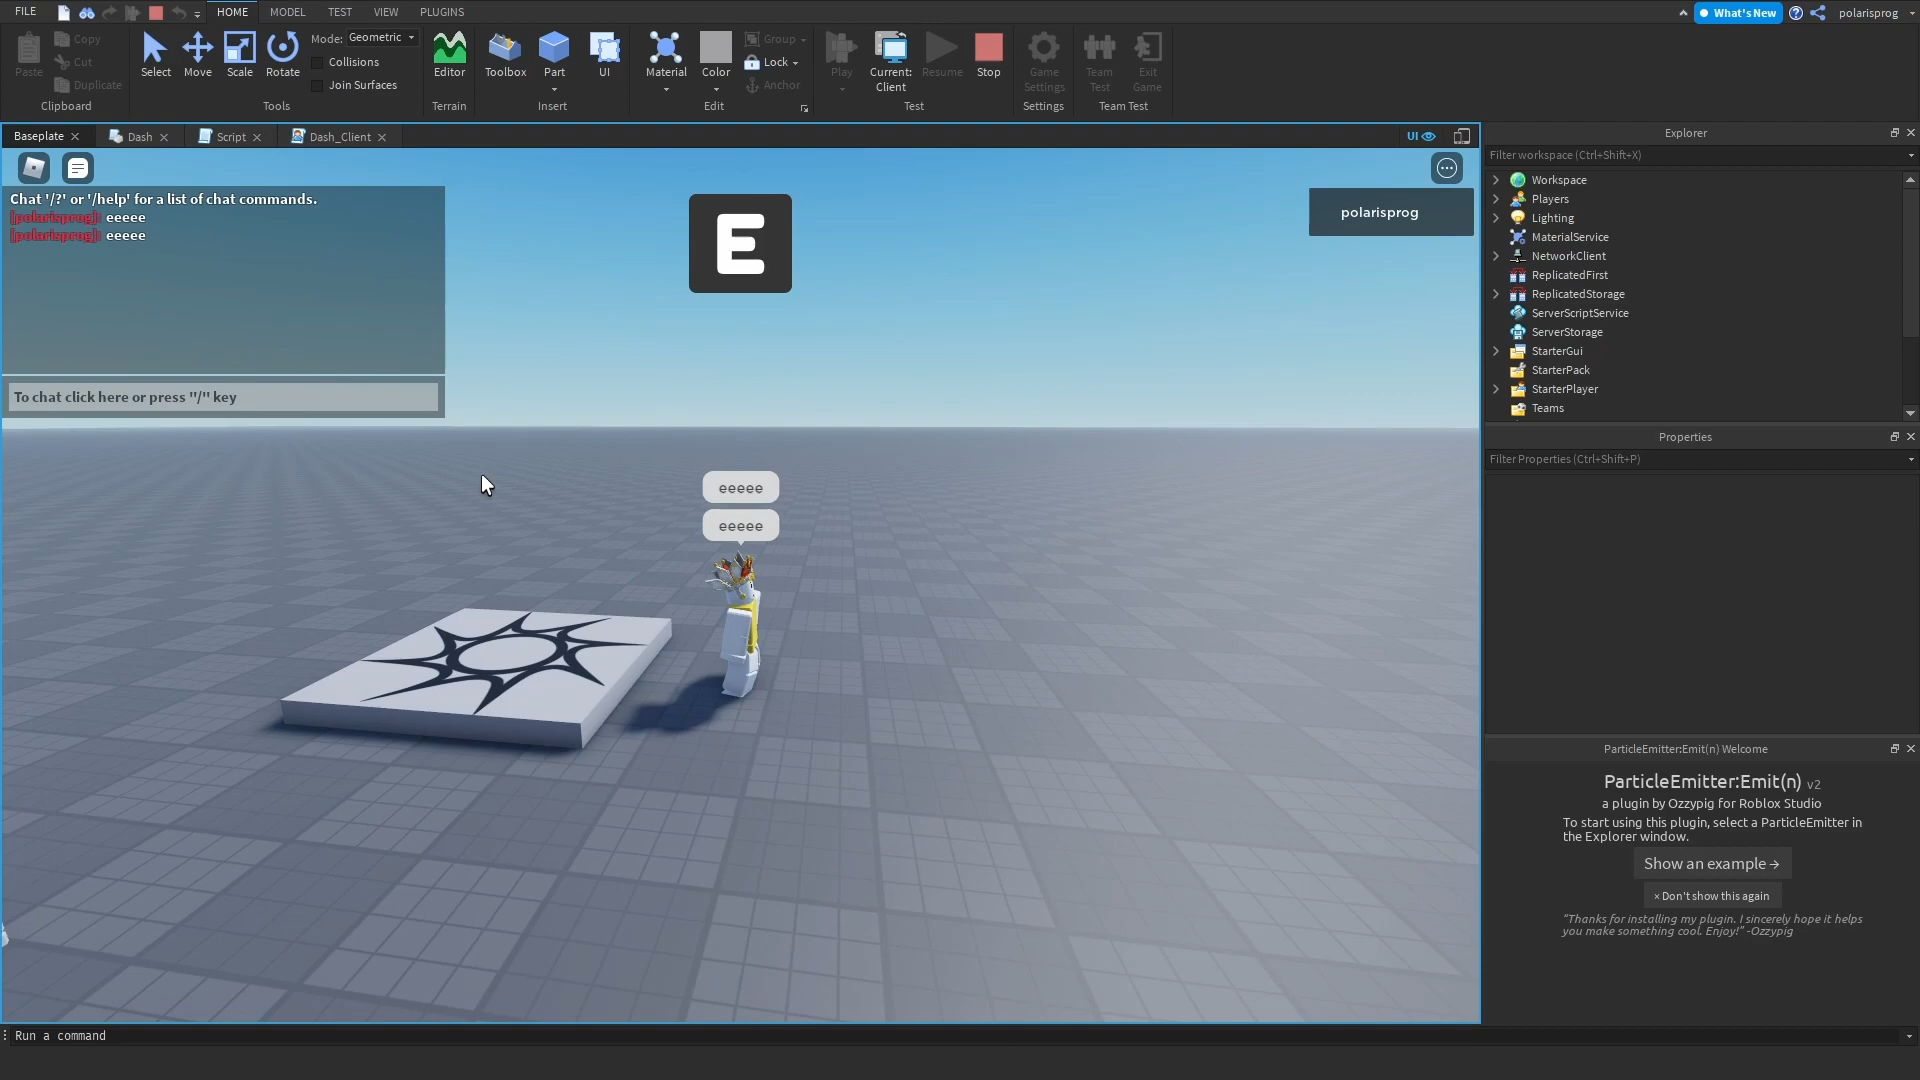 FILE HOME MODEL TEST VIEW PLUGINS What's New polarisprog
Paste Copy Cut Duplicate
Clipboard
Select Move Scale Rotate Mode: Geometric Collisions Join Surfaces
Tools
Editor
Terrain
Toolbox Part UI
Insert
Material Color Group Lock Anchor
Edit
Play Current: Client Resume Stop
Test
Game Settings
Settings
Team Test Exit Game
Team Test
Baseplate Dash Script Dash_Client UI
Chat '/?' or '/help' for a list of chat commands.
[polarisprog]: eeeee
[polarisprog]: eeeee
To chat click here or press "/" key
E
polarisprog
eeeee
eeeee
Explorer
Filter workspace (Ctrl+Shift+X)
Workspace
Players
Lighting
MaterialService
NetworkClient
ReplicatedFirst
ReplicatedStorage
ServerScriptService
ServerStorage
StarterGui
StarterPack
StarterPlayer
Teams
Properties
Filter Properties (Ctrl+Shift+P)
ParticleEmitter:Emit(n) Welcome
ParticleEmitter:Emit(n) v2
a plugin by Ozzypig for Roblox Studio
To start using this plugin, select a ParticleEmitter in
the Explorer window.
Show an example →
× Don't show this again
"Thanks for installing my plugin. I sincerely hope it helps
you make something cool. Enjoy!" -Ozzypig
Run a command